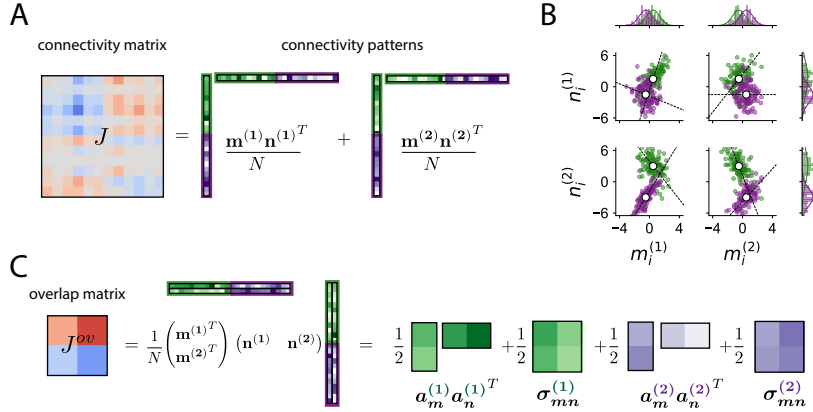 A
connectivity matrix
connectivity patterns
J
=
m^(1) n^(1)^T
N
+
m^(2) n^(2)^T
N
B
n_i^(1)
6
0
−6
n_i^(2)
6
0
−6
−4 0 4
−4 0 4
m_i^(1)
m_i^(2)
C
overlap matrix
J^ov = 1/N (m^(1)^T m^(2)^T) (n^(1) n^(2)) = 1/2 + 1/2 + 1/2 + 1/2
a_m^(1) a_n^(1)^T
σ_mn^(1)
a_m^(2) a_n^(2)^T
σ_mn^(2)